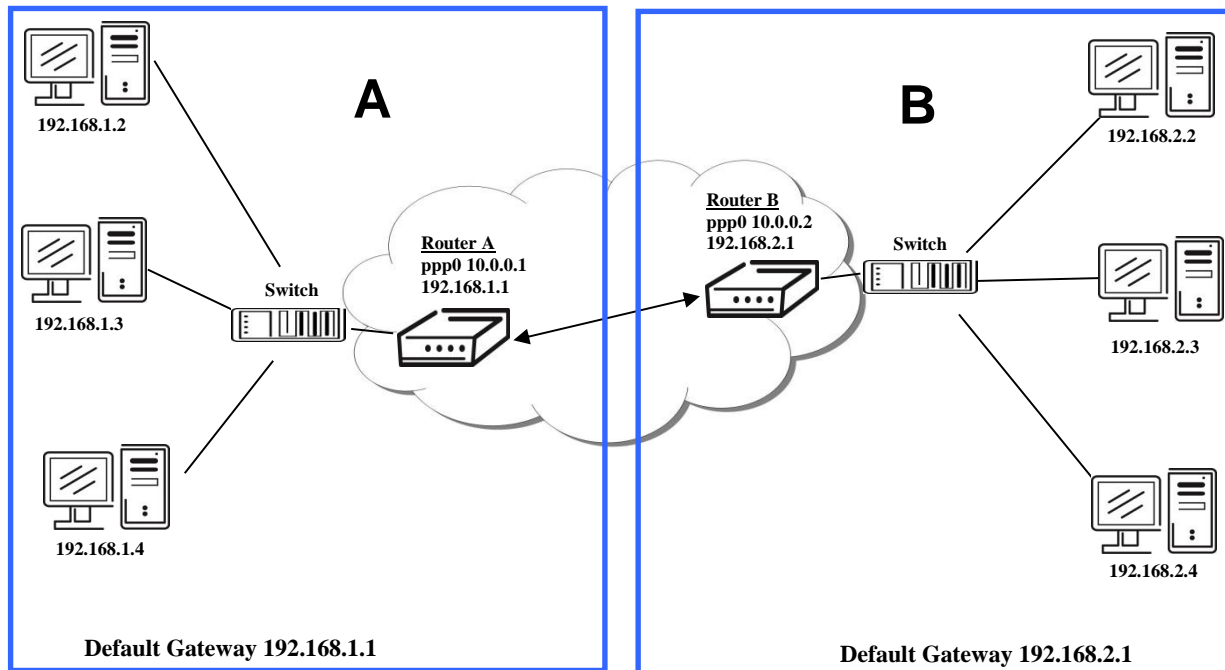 A
192.168.1.2
192.168.1.3
192.168.1.4
Switch
Router A
ppp0 10.0.0.1
192.168.1.1
Default Gateway 192.168.1.1
B
Router B
ppp0 10.0.0.2
192.168.2.1
Switch
192.168.2.2
192.168.2.3
192.168.2.4
Default Gateway 192.168.2.1